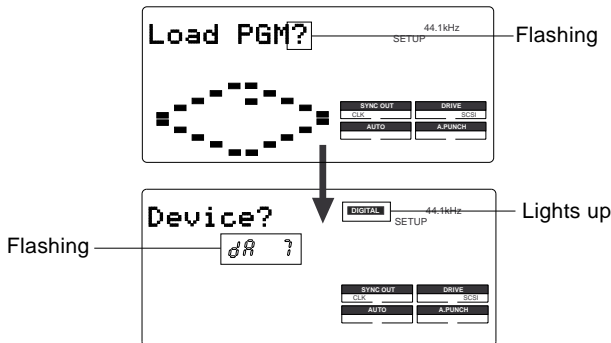 Load PGM?
44.1kHz
SETUP
Flashing
SYNC OUT DRIVE
CLK SCSI
AUTO A.PUNCH
Device?
DIGITAL 44.1kHz
SETUP
Lights up
Flashing
dA 7
SYNC OUT DRIVE
CLK SCSI
AUTO A.PUNCH